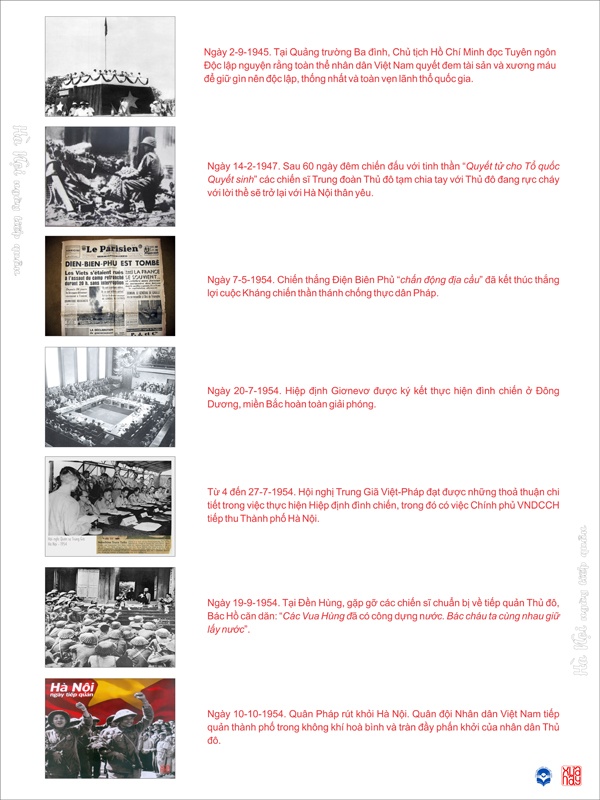 Ngày 2-9-1945. Tại Quảng trường Ba đình, Chủ tịch Hồ Chí Minh đọc Tuyên ngôn
Độc lập nguyện rằng toàn thể nhân dân Việt Nam quyết đem tài sản và xương máu
để giữ gìn nên độc lập, thống nhất và toàn vẹn lãnh thổ quốc gia.
Hà Nội ngày tiếp quản
Ngày 14-2-1947. Sau 60 ngày đêm chiến đấu với tinh thần “Quyết tử cho Tổ quốc
Quyết sinh” các chiến sĩ Trung đoàn Thủ đô tạm chia tay với Thủ đô đang rực cháy
với lời thề sẽ trở lại với Hà Nội thân yêu.
"Le Parisien"
DIEN-BIEN-PHU EST TOMBÉ
Les Viets s'étaient rués
à l'assaut du camp retranché
durant 20 h. sans interruption
LA FRANCE
SE SOUVIENT...
Ngày 7-5-1954. Chiến thắng Điện Biên Phủ “chấn động địa cầu” đã kết thúc thắng
lợi cuộc Kháng chiến thần thánh chống thực dân Pháp.
Ngày 20-7-1954. Hiệp định Giơnevơ được ký kết thực hiện đình chiến ở Đông
Dương, miền Bắc hoàn toàn giải phóng.
Từ 4 đến 27-7-1954. Hội nghị Trung Giã Việt-Pháp đạt được những thoả thuận chi
tiết trong việc thực hiện Hiệp định đình chiến, trong đó có việc Chính phủ VNDCCH
tiếp thu Thành phố Hà Nội.
Hà Nội ngày tiếp quản
Ngày 19-9-1954. Tại Đền Hùng, gặp gỡ các chiến sĩ chuẩn bị về tiếp quản Thủ đô,
Bác Hồ căn dặn: “Các Vua Hùng đã có công dựng nước. Bác cháu ta cùng nhau giữ
lấy nước”.
Hà Nội
ngày tiếp quản
Ngày 10-10-1954. Quân Pháp rút khỏi Hà Nội. Quân đội Nhân dân Việt Nam tiếp
quản thành phố trong không khí hoà bình và tràn đầy phấn khởi của nhân dân Thủ
đô.
xưa
nay